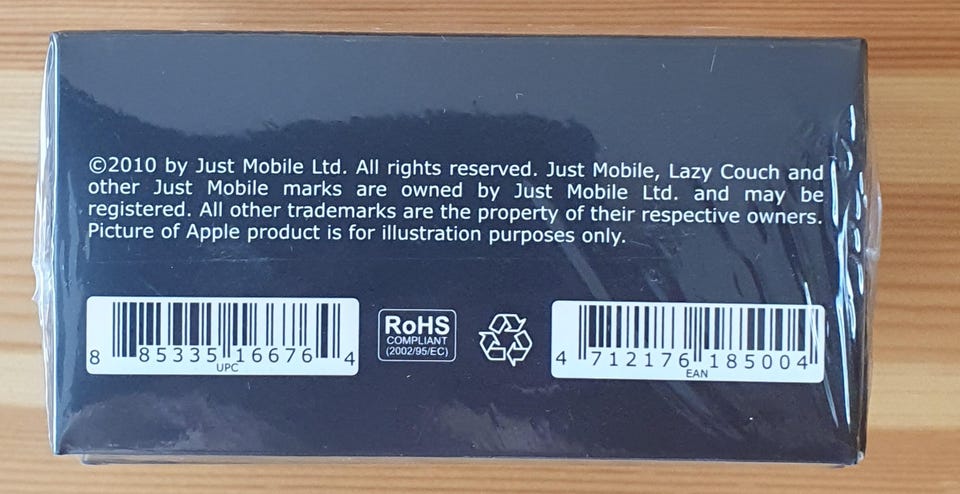 ©2010 by Just Mobile Ltd. All rights reserved. Just Mobile, Lazy Couch and
other Just Mobile marks are owned by Just Mobile Ltd. and may be
registered. All other trademarks are the property of their respective owners.
Picture of Apple product is for illustration purposes only.
8 85335 16676 4
UPC
RoHS
COMPLIANT
(2002/95/EC)
4 712176 185004
EAN